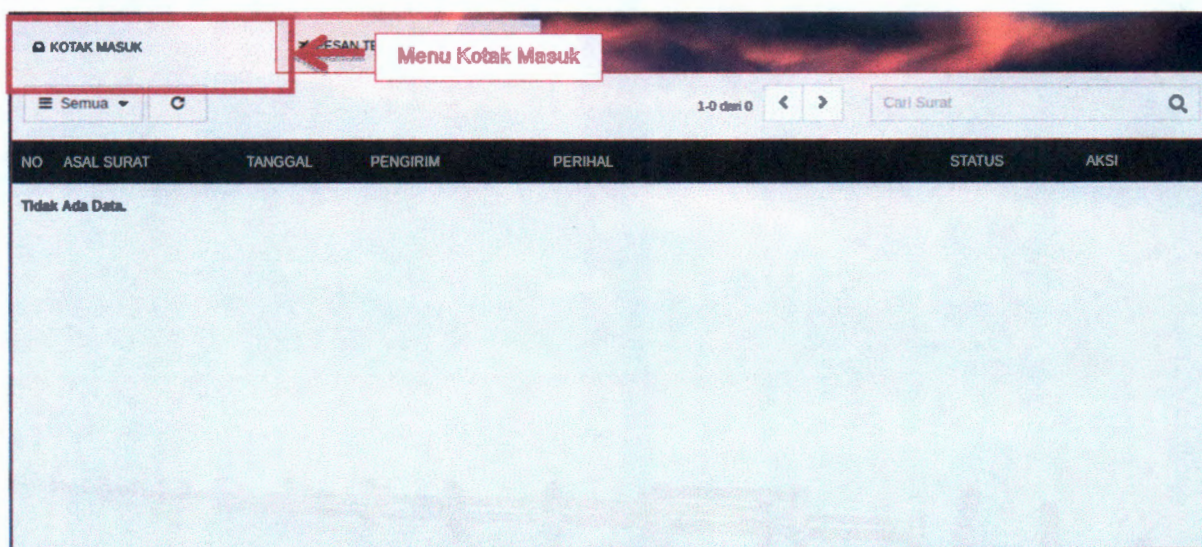 KOTAK MASUK
Menu Kotak Masuk
Semua
1-0 dari 0
Cari Surat
NO ASAL SURAT TANGGAL PENGIRIM PERIHAL STATUS AKSI
Tidak Ada Data.